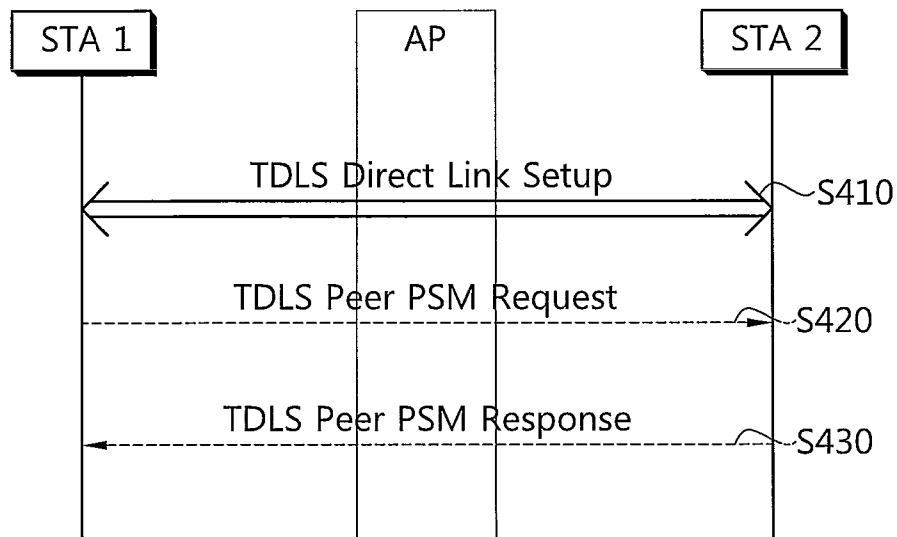 STA 1
AP
STA 2
TDLS Direct Link Setup
S410
TDLS Peer PSM Request
S420
TDLS Peer PSM Response
S430